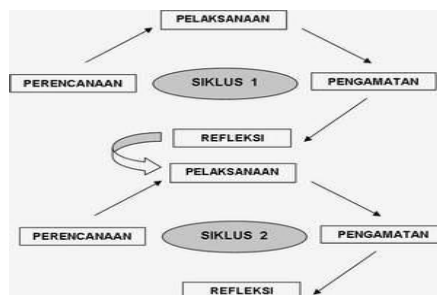 PELAKSANAAN
PERENCANAAN
SIKLUS 1
PENGAMATAN
REFLEKSI
PELAKSANAAN
PERENCANAAN
SIKLUS 2
PENGAMATAN
REFLEKSI